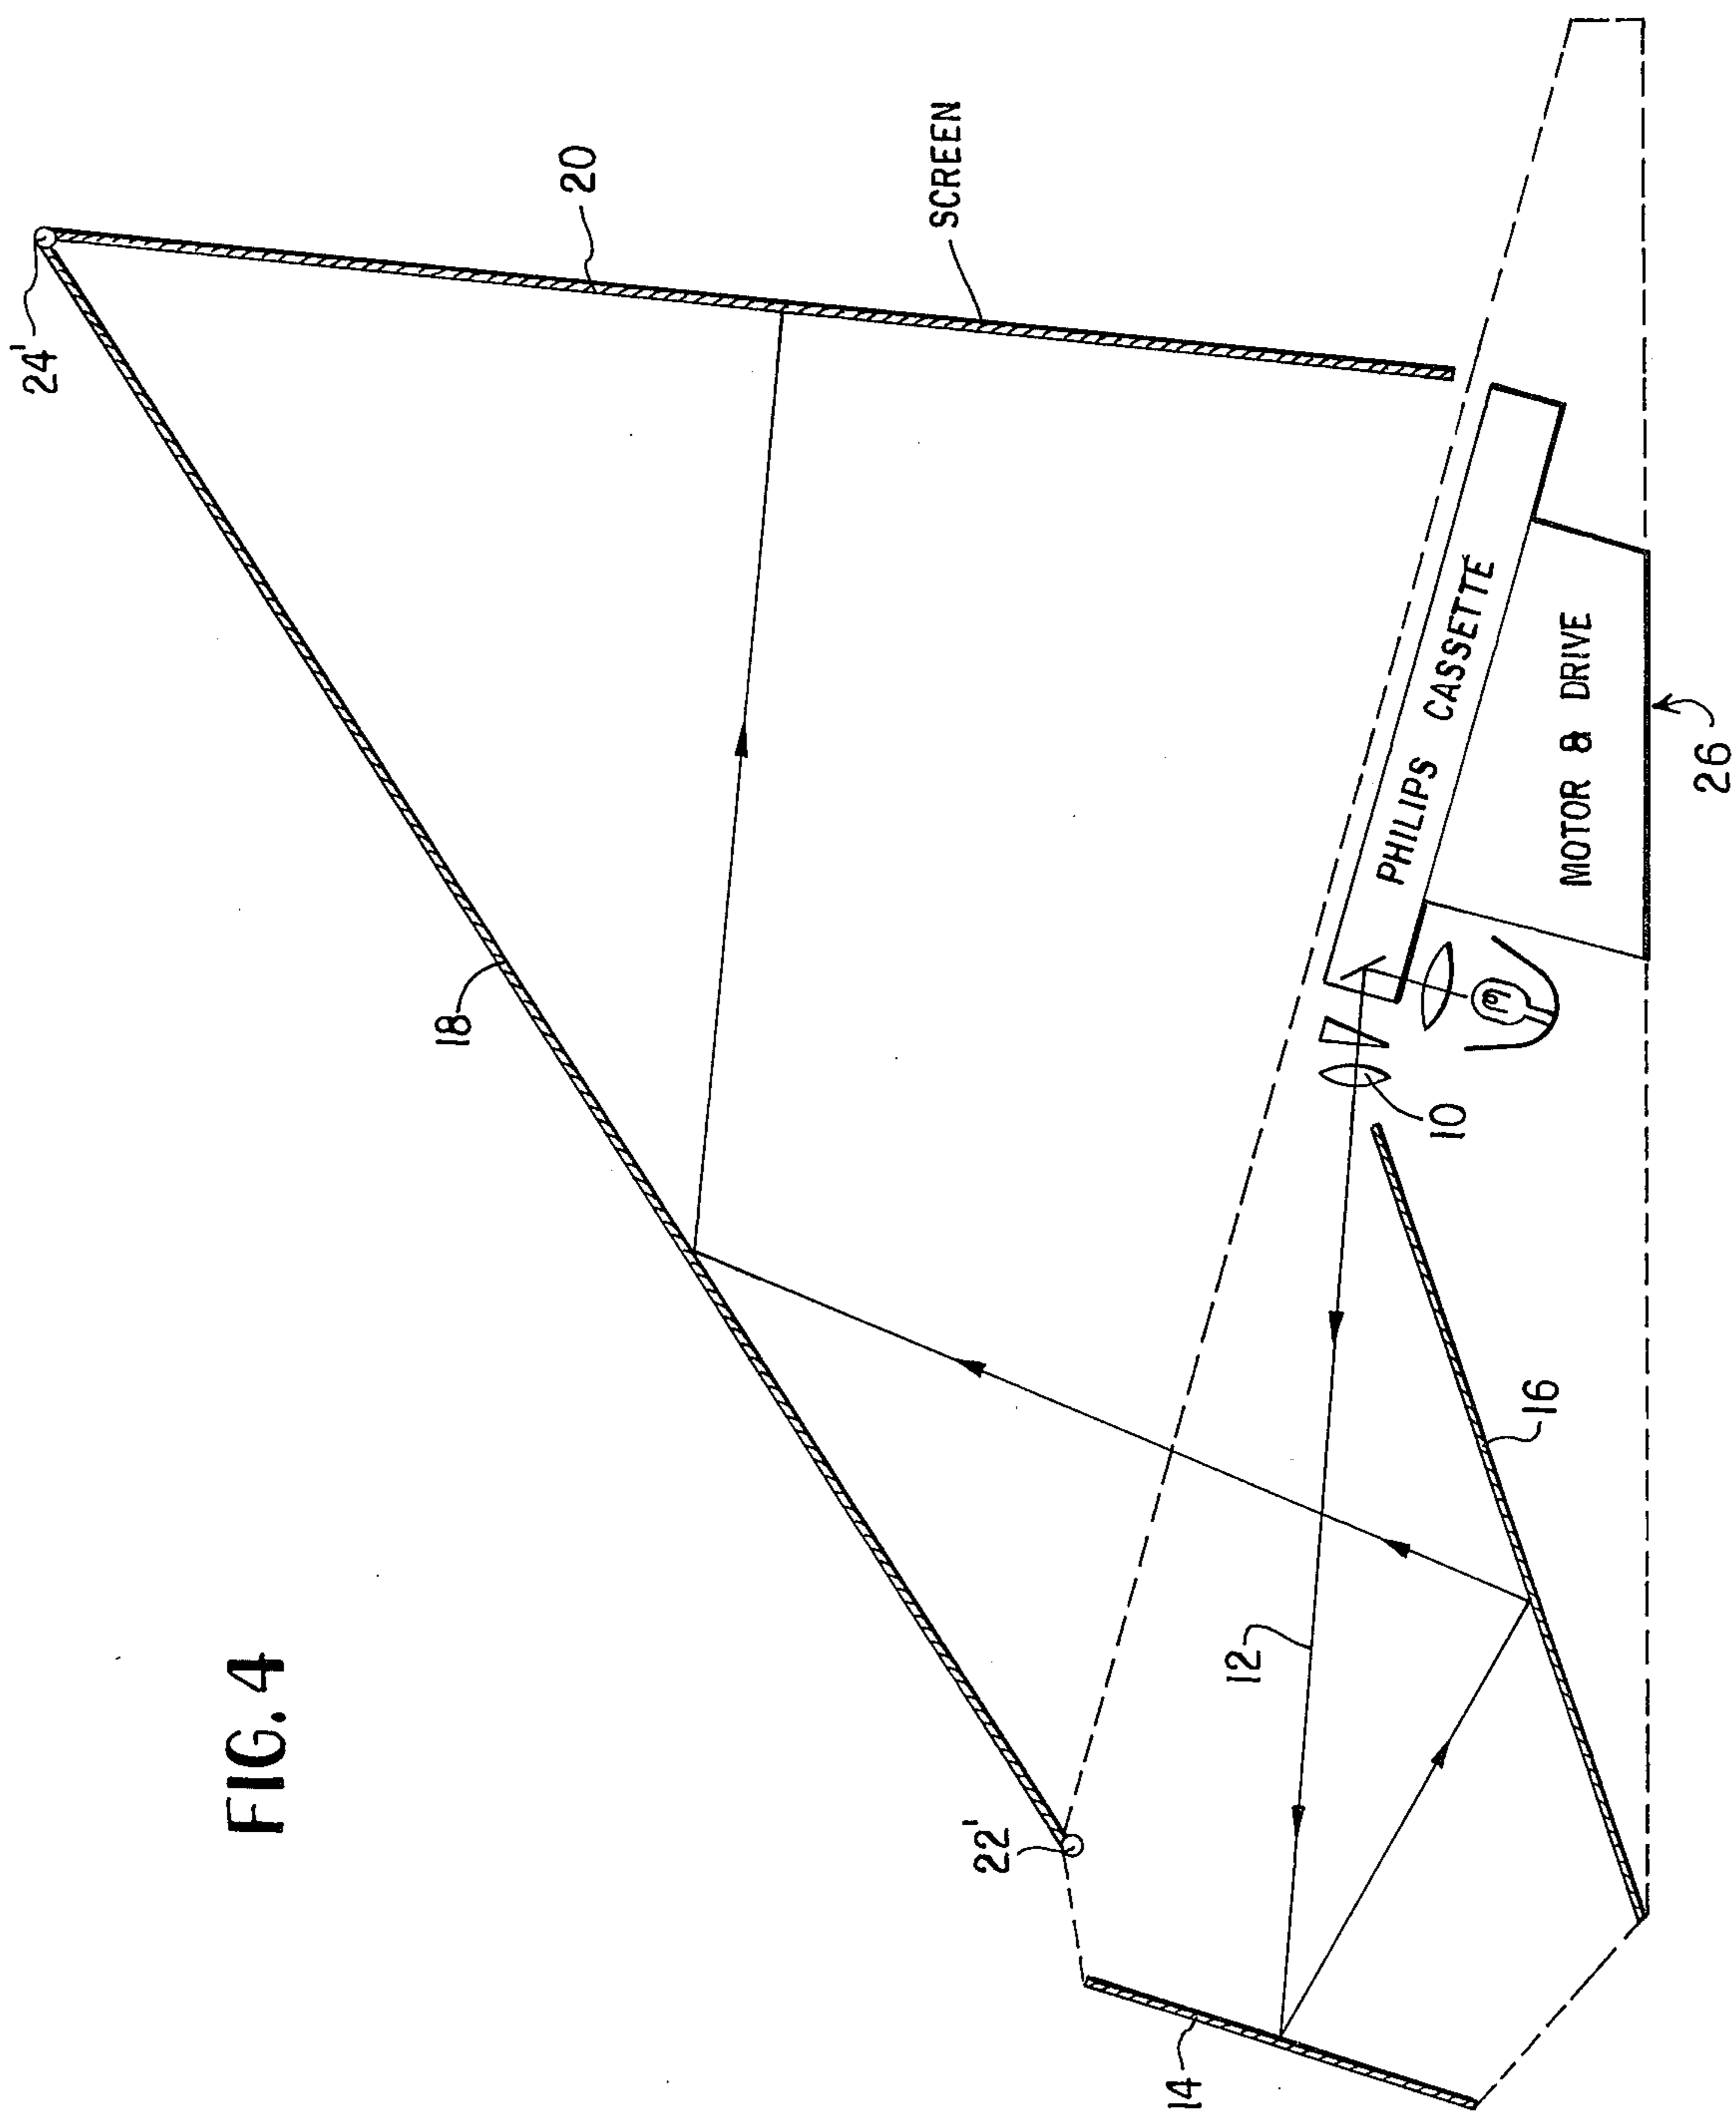 FIG. 4
24'
20
SCREEN
18
22'
12
14
16
10
PHILIPS CASSETTE
MOTOR & DRIVE
26